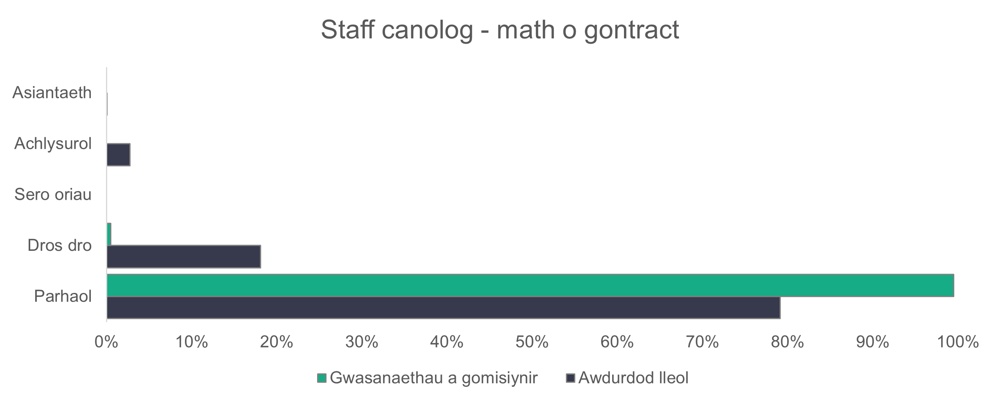 Staff canolog - math o gontract
Asiantaeth
Achlysurol
Sero oriau
Dros dro
Parhaol
0% 10% 20% 30% 40% 50% 60% 70% 80% 90% 100%
Gwasanaethau a gomisiynir Awdurdod lleol